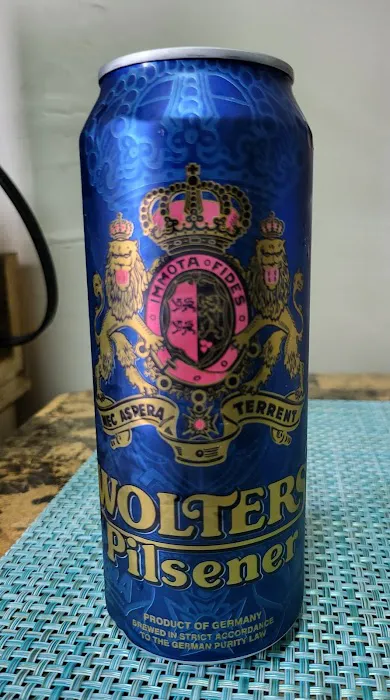 IMMOTA FIDES
NEC ASPERA TERRENT
WOLTERS
Pilsener
PRODUCT OF GERMANY
BREWED IN STRICT ACCORDANCE
TO THE GERMAN PURITY LAW